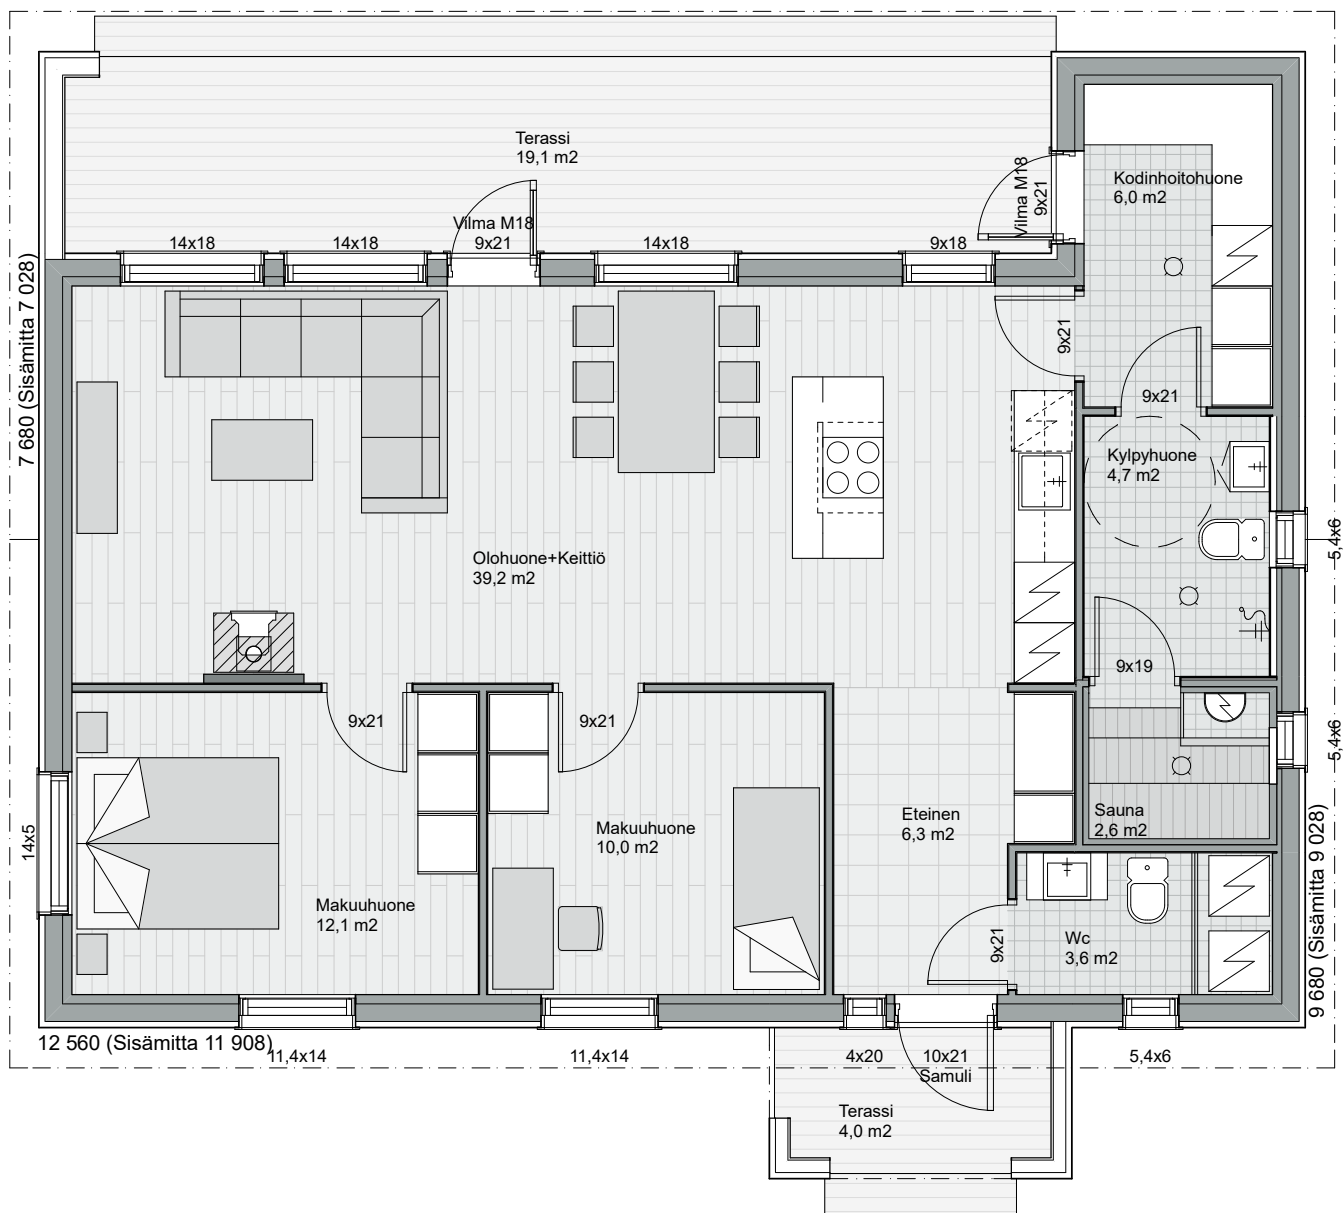 Terassi
19,1 m2
Vilma M18
9x21
Kodinhoitohuone
6,0 m2
14x18
14x18
Vilma M18
9x21
14x18
9x18
7 680 (Sisämitta 7 028)
9x21
9x21
Kylpyhuone
4,7 m2
5,4x6
Olohuone+Keittiö
39,2 m2
9x19
9x21
9x21
5,4x6
14x5
Makuuhuone
12,1 m2
Makuuhuone
10,0 m2
Eteinen
6,3 m2
Sauna
2,6 m2
9x21
Wc
3,6 m2
9 680 (Sisämitta 9 028)
12 560 (Sisämitta 11 908)
11,4x14
11,4x14
4x20
10x21
Samuli
5,4x6
Terassi
4,0 m2